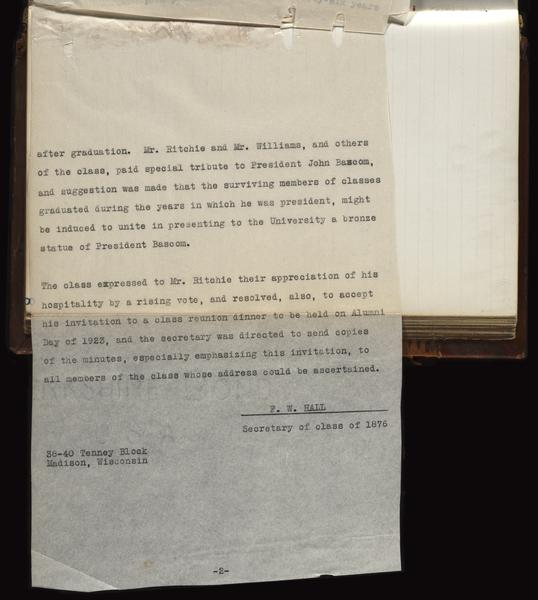 after graduation. Mr. Ritchie and Mr. Williams, and others
of the class, paid special tribute to President John Bascom,
and suggestion was made that the surviving members of classes
graduated during the years in which he was president, might
be induced to unite in presenting to the University a bronze
statue of President Bascom.
The class expressed to Mr. Ritchie their appreciation of his
hospitality by a rising vote, and resolved, also, to accept
his invitation to a class reunion dinner to be held on Alumni
Day of 1923, and the secretary was directed to send copies
of the minutes, especially emphasizing this invitation, to
all members of the class whose address could be ascertained.
F. W. HALL
Secretary of class of 1876
36-40 Tenney Block
Madison, Wisconsin
-2-